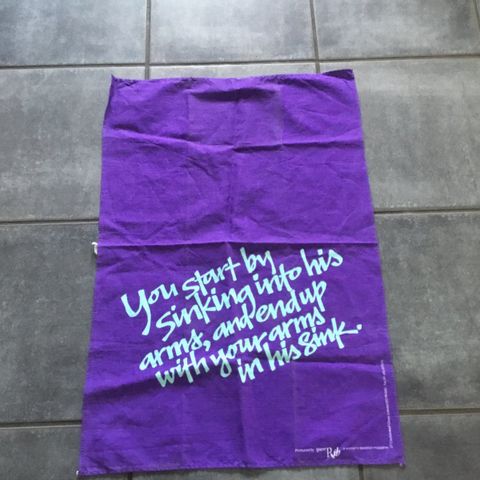 You start by
sinking into his
arms, and end up
with your arms
in his sink.